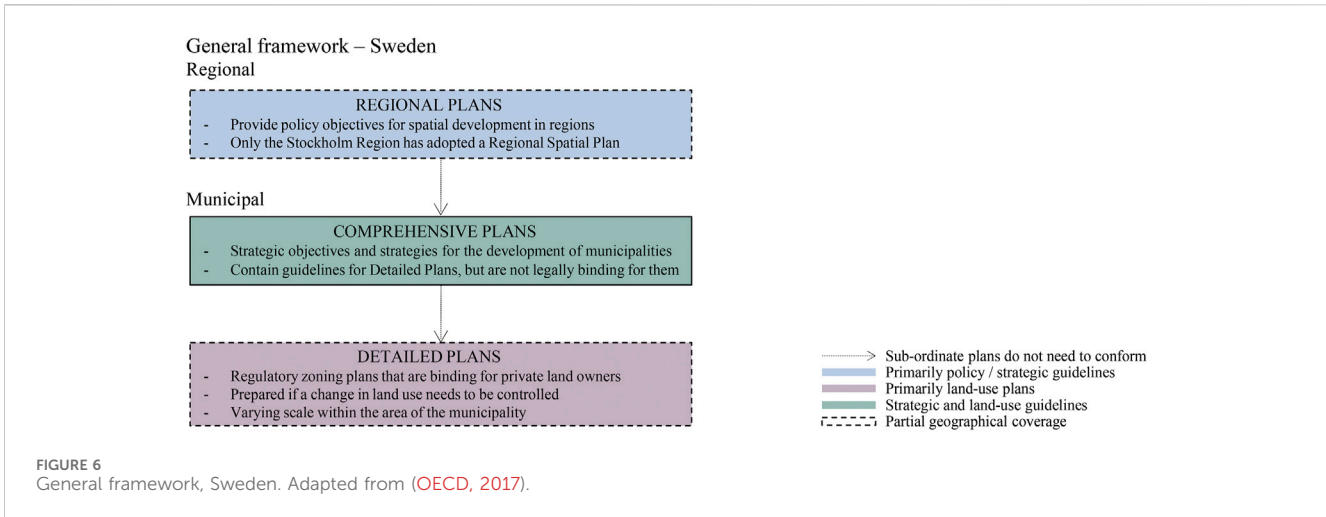 General framework – Sweden
Regional
REGIONAL PLANS
- Provide policy objectives for spatial development in regions
- Only the Stockholm Region has adopted a Regional Spatial Plan
Municipal
COMPREHENSIVE PLANS
- Strategic objectives and strategies for the development of municipalities
- Contain guidelines for Detailed Plans, but are not legally binding for them
DETAILED PLANS
- Regulatory zoning plans that are binding for private land owners
- Prepared if a change in land use needs to be controlled
- Varying scale within the area of the municipality
Sub-ordinate plans do not need to conform
Primarily policy / strategic guidelines
Primarily land-use plans
Strategic and land-use guidelines
Partial geographical coverage
FIGURE 6
General framework, Sweden. Adapted from (OECD, 2017).